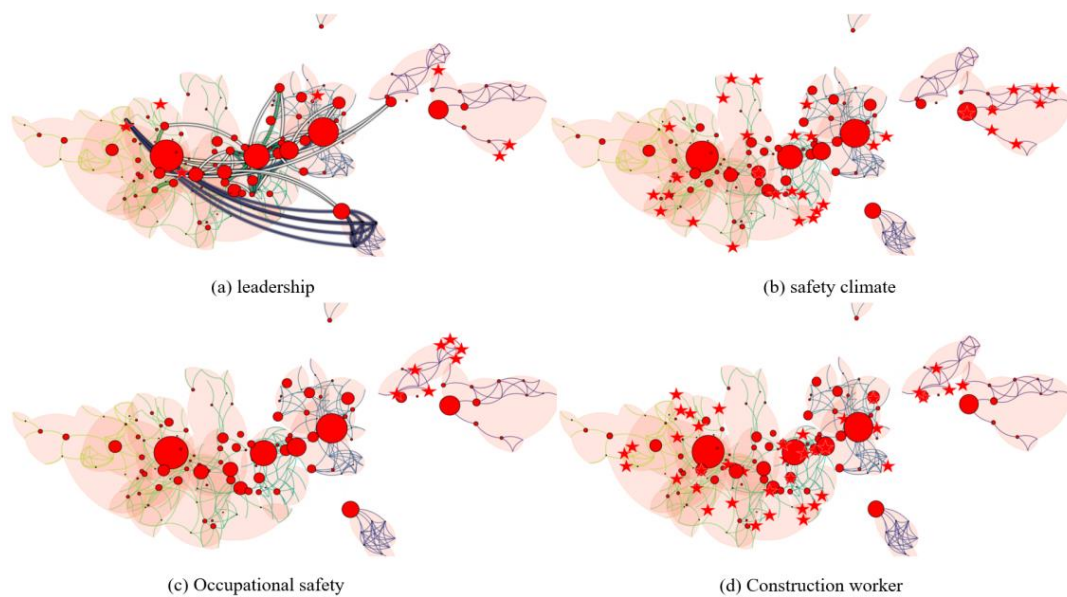 (a) leadership
(b) safety climate
(c) Occupational safety
(d) Construction worker